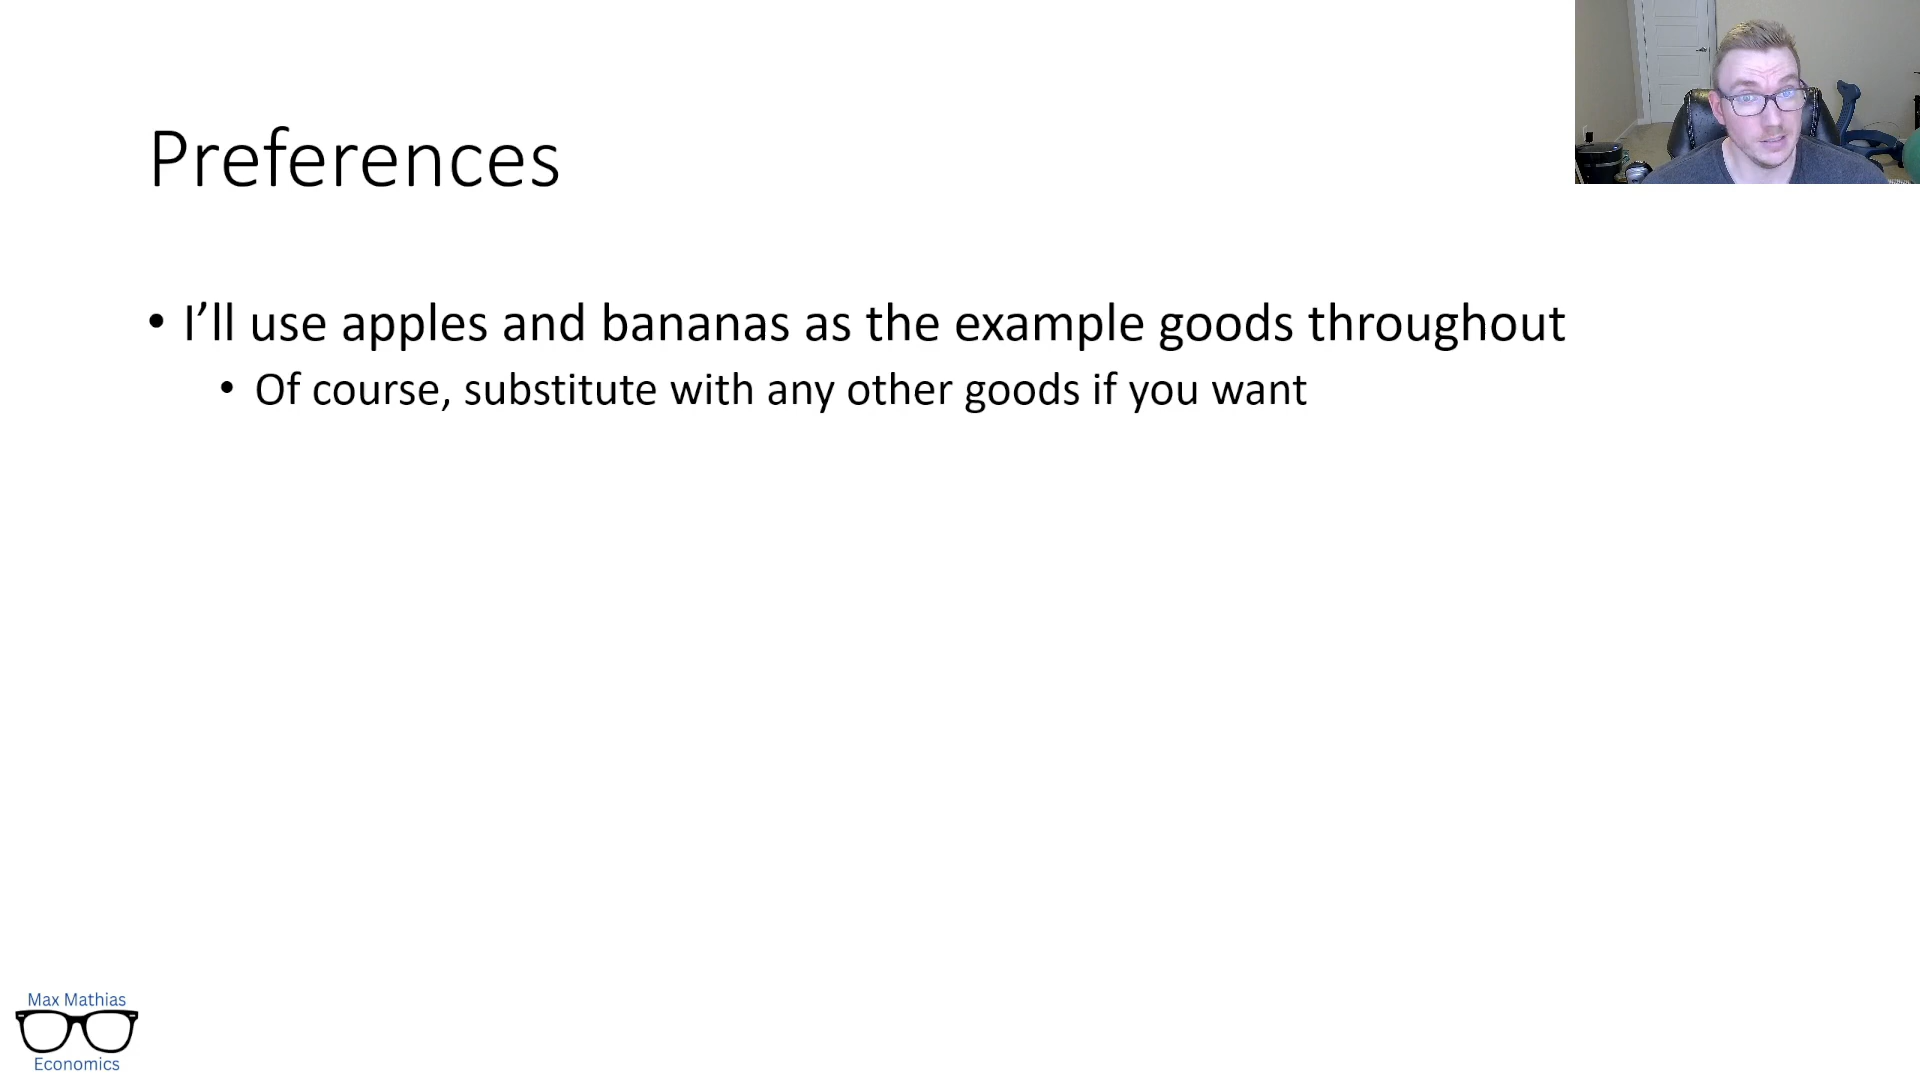 Preferences
• I’ll use apples and bananas as the example goods throughout
• Of course, substitute with any other goods if you want
Max Mathias
Economics